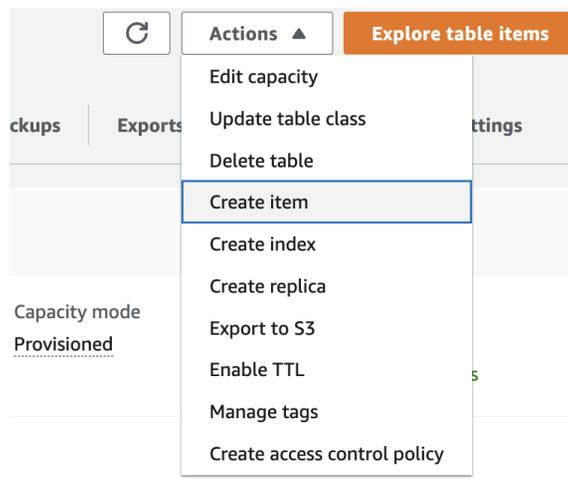 Actions
Explore table items
Edit capacity
Update table class
ckups
Exports
ttings
Delete table
Create item
Create index
Create replica
Capacity mode
Export to S3
Provisioned
Enable TTL
s
Manage tags
Create access control policy